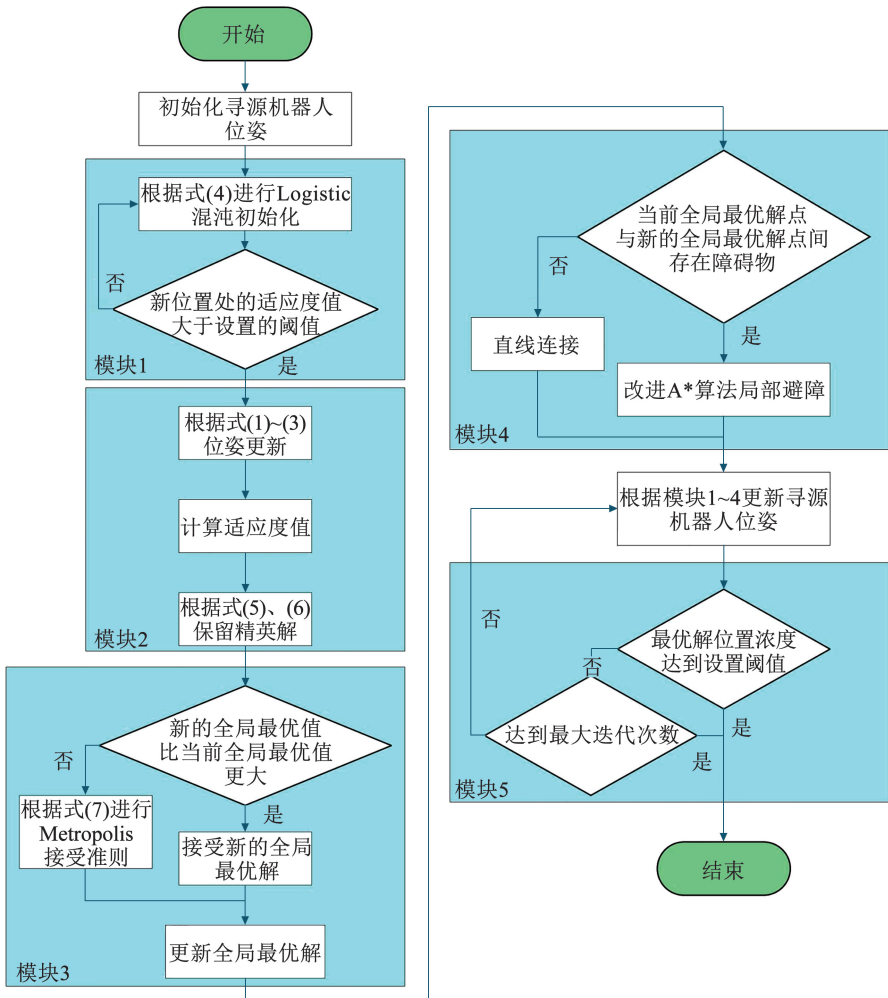 开始
初始化寻源机器人
位姿
根据式(4)进行Logistic
混沌初始化
否
新位置处的适应度值
大于设置的阈值
模块1
是
根据式(1)~(3)
位姿更新
计算适应度值
根据式(5)、(6)
保留精英解
模块2
新的全局最优值
比当前全局最优值
更大
否
是
根据式(7)进行
Metropolis
接受准则
接受新的全局
最优解
更新全局最优解
模块3
当前全局最优解点
与新的全局最优解点间
存在障碍物
否
是
直线连接
改进A*算法局部避障
模块4
根据模块1~4更新寻源
机器人位姿
否
最优解位置浓度
达到设置阈值
否
是
达到最大迭代次数
是
模块5
结束